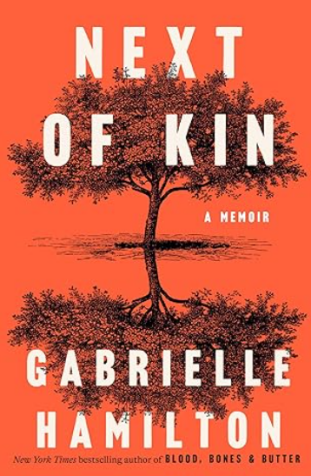 NEXT
OF KIN
A MEMOIR
GABRIELLE
HAMILTON
New York Times bestselling author of BLOOD, BONES & BUTTER